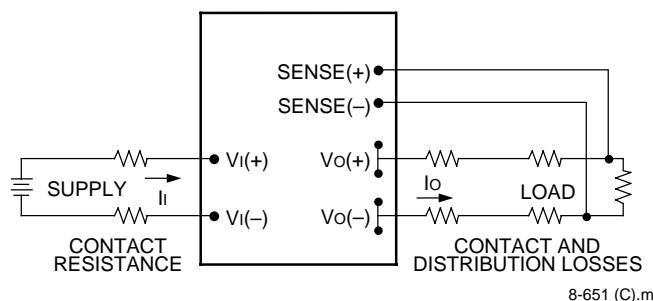 SENSE(+)
SENSE(–)
VI(+)
VO(+)
SUPPLY
II
IO
LOAD
VI(–)
VO(–)
CONTACT
RESISTANCE
CONTACT AND
DISTRIBUTION LOSSES
8-651 (C).m